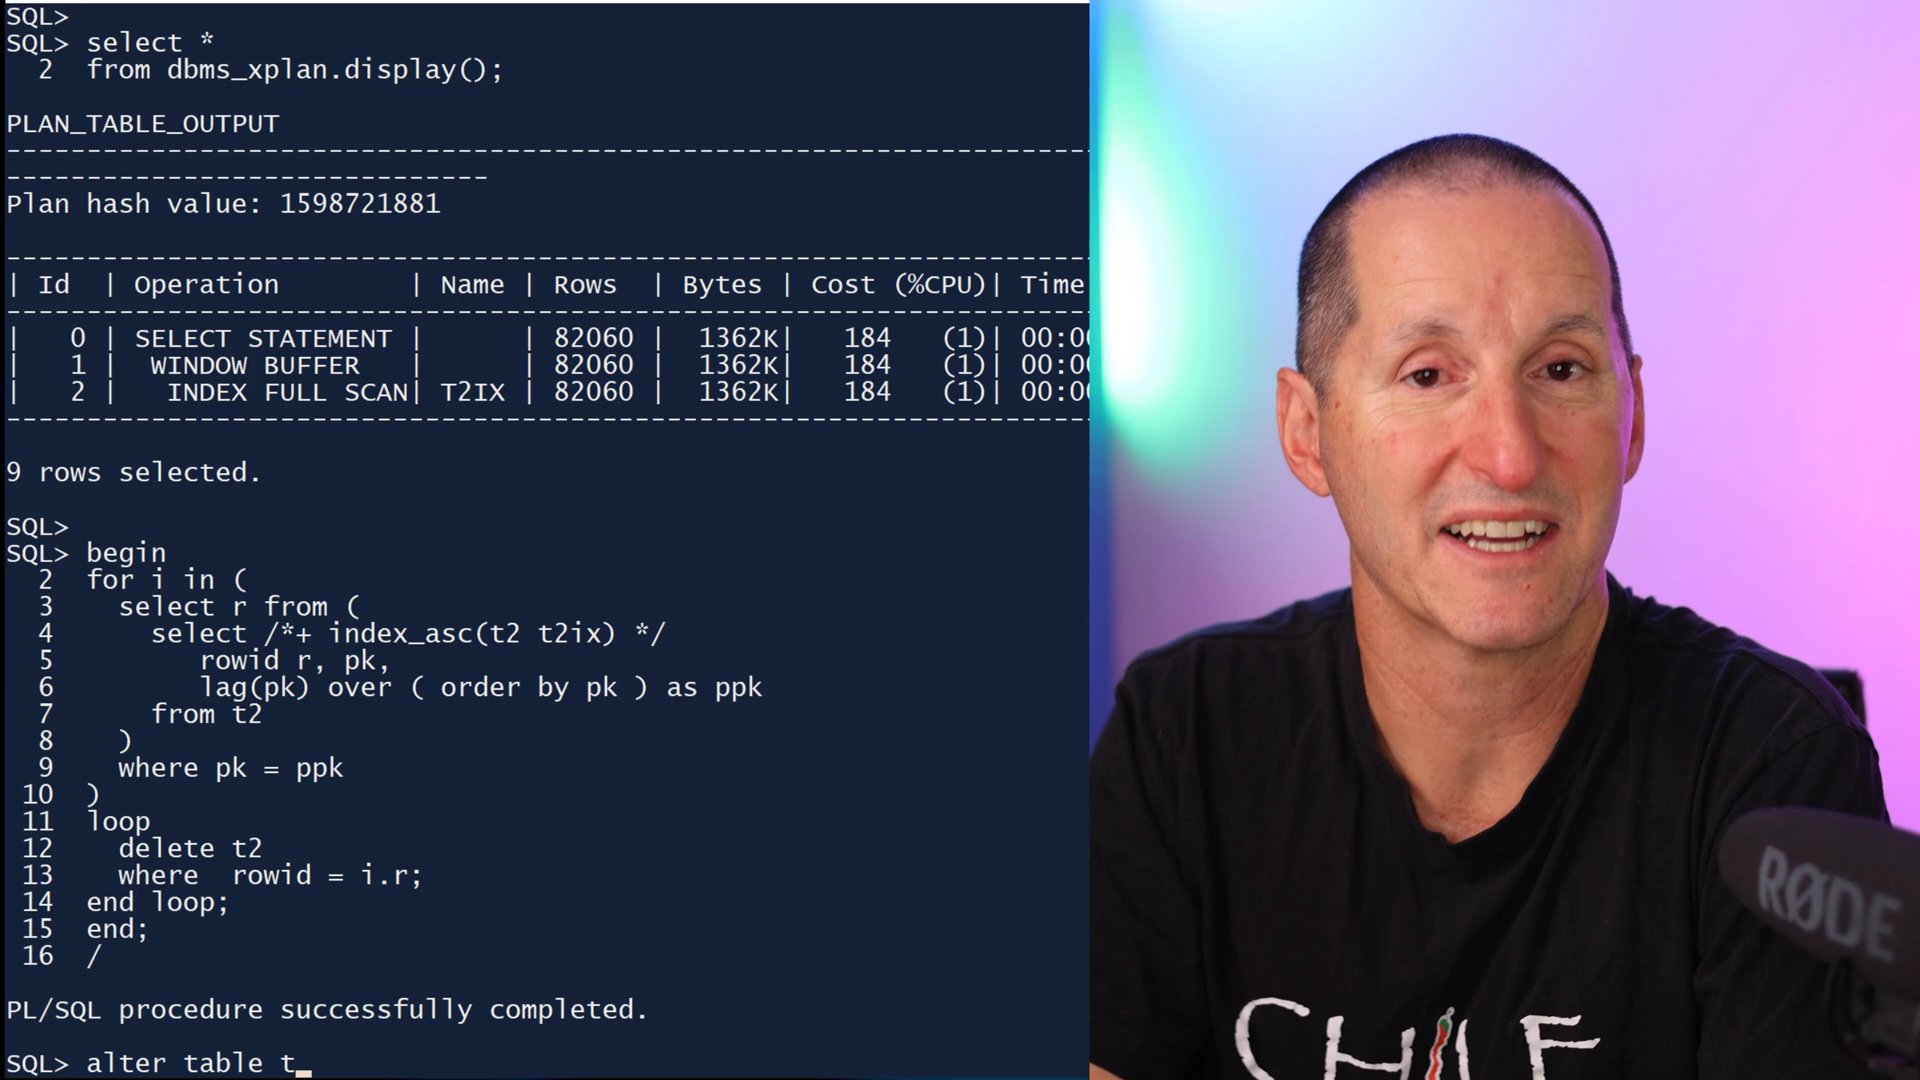 SQL>
SQL> select *
  2  from dbms_xplan.display();
PLAN_TABLE_OUTPUT
--------------------------------------------------------------------
------------------------------
Plan hash value: 1598721881
--------------------------------------------------------------------
| Id  | Operation        | Name | Rows  | Bytes | Cost (%CPU)| Time
--------------------------------------------------------------------
|   0 | SELECT STATEMENT |      | 82060 |  1362K|   184   (1)| 00:00
|   1 |  WINDOW BUFFER   |      | 82060 |  1362K|   184   (1)| 00:00
|   2 |   INDEX FULL SCAN| T2IX | 82060 |  1362K|   184   (1)| 00:00
--------------------------------------------------------------------
9 rows selected.
SQL>
SQL> begin
  2  for i in (
  3    select r from (
  4      select /*+ index_asc(t2 t2ix) */
  5         rowid r, pk,
  6         lag(pk) over ( order by pk ) as ppk
  7      from t2
  8    )
  9    where pk = ppk
 10  )
 11  loop
 12    delete t2
 13    where  rowid = i.r;
 14  end loop;
 15  end;
 16  /
PL/SQL procedure successfully completed.
SQL> alter table t_
RØDE
CHILE